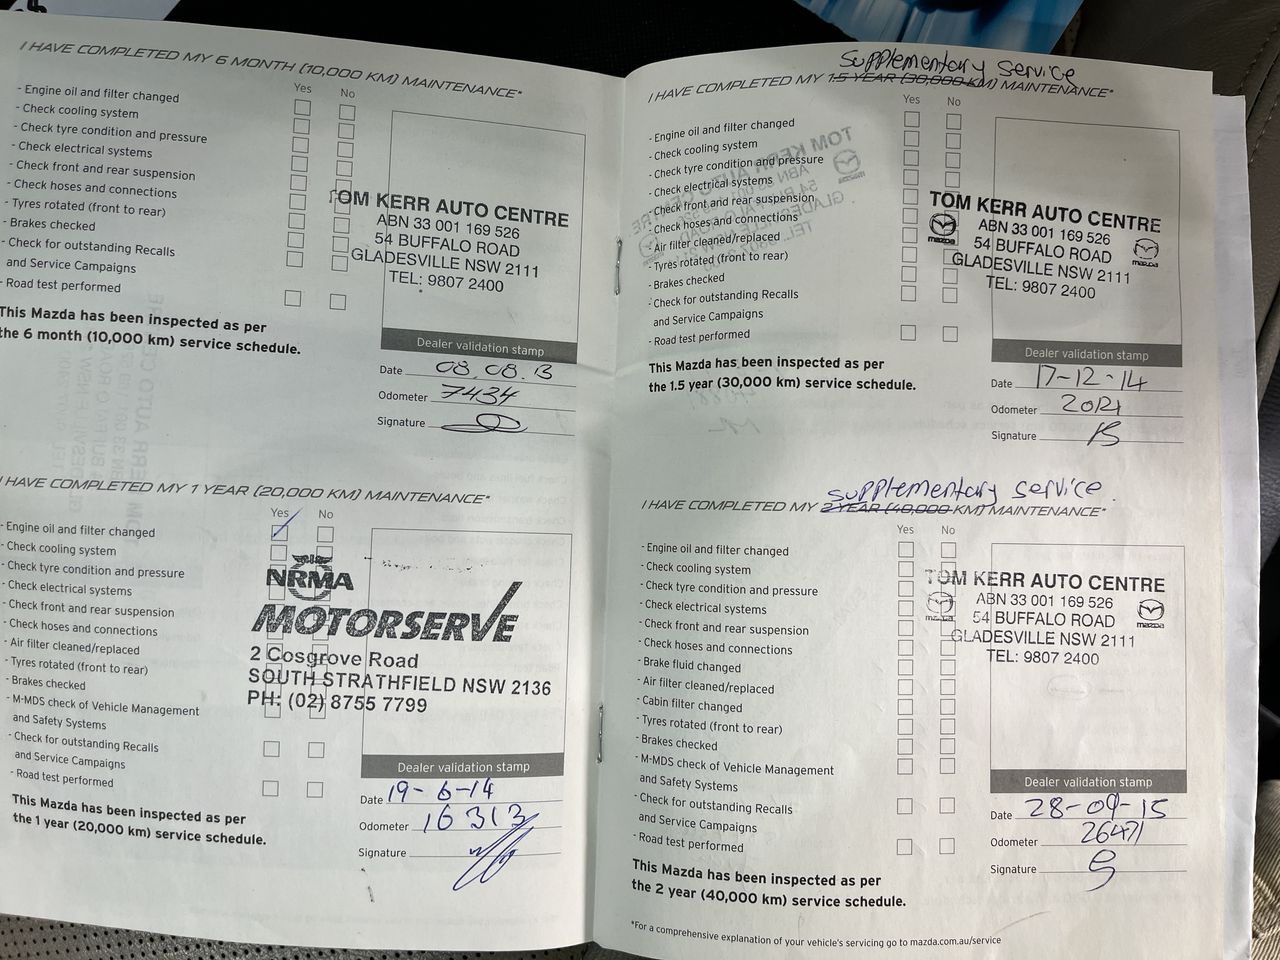 I HAVE COMPLETED MY 6 MONTH (10,000 KM) MAINTENANCE*
Yes No
- Engine oil and filter changed
- Check cooling system
- Check tyre condition and pressure
- Check electrical systems
- Check front and rear suspension
- Check hoses and connections
- Tyres rotated (front to rear)
- Brakes checked
- Check for outstanding Recalls
and Service Campaigns
- Road test performed
This Mazda has been inspected as per
the 6 month (10,000 km) service schedule.
TOM KERR AUTO CENTRE
ABN 33 001 169 526
54 BUFFALO ROAD
GLADESVILLE NSW 2111
TEL: 9807 2400
Dealer validation stamp
Date 08.08.13
Odometer 7434
Signature
I HAVE COMPLETED MY 1 YEAR (20,000 KM) MAINTENANCE*
Yes No
- Engine oil and filter changed
- Check cooling system
- Check tyre condition and pressure
- Check electrical systems
- Check front and rear suspension
- Check hoses and connections
- Air filter cleaned/replaced
- Tyres rotated (front to rear)
- Brakes checked
- M-MDS check of Vehicle Management
and Safety Systems
- Check for outstanding Recalls
and Service Campaigns
- Road test performed
This Mazda has been inspected as per
the 1 year (20,000 km) service schedule.
NRMA
MOTORSERVE
2 Cosgrove Road
SOUTH STRATHFIELD NSW 2136
PH: (02) 8755 7799
Dealer validation stamp
Date 19-6-14
Odometer 16313
Signature
Supplementary service
I HAVE COMPLETED MY 1.5 YEAR (30,000 KM) MAINTENANCE*
Yes No
- Engine oil and filter changed
- Check cooling system
- Check tyre condition and pressure
- Check electrical systems
- Check front and rear suspension
- Check hoses and connections
- Air filter cleaned/replaced
- Tyres rotated (front to rear)
- Brakes checked
- Check for outstanding Recalls
and Service Campaigns
- Road test performed
This Mazda has been inspected as per
the 1.5 year (30,000 km) service schedule.
TOM KERR AUTO CENTRE
ABN 33 001 169 526
mazda 54 BUFFALO ROAD mazda
GLADESVILLE NSW 2111
TEL: 9807 2400
Dealer validation stamp
Date 17-12-14
Odometer
Signature
supplementary service.
I HAVE COMPLETED MY 2 YEAR (40,000 KM) MAINTENANCE*
Yes No
- Engine oil and filter changed
- Check cooling system
- Check tyre condition and pressure
- Check electrical systems
- Check front and rear suspension
- Check hoses and connections
- Brake fluid changed
- Air filter cleaned/replaced
- Cabin filter changed
- Tyres rotated (front to rear)
- Brakes checked
- M-MDS check of Vehicle Management
and Safety Systems
- Check for outstanding Recalls
and Service Campaigns
- Road test performed
This Mazda has been inspected as per
the 2 year (40,000 km) service schedule.
TOM KERR AUTO CENTRE
ABN 33 001 169 526
mazda 54 BUFFALO ROAD mazda
GLADESVILLE NSW 2111
TEL: 9807 2400
Dealer validation stamp
Date 28-09-15
Odometer 26471
Signature
*For a comprehensive explanation of your vehicle's servicing go to mazda.com.au/service